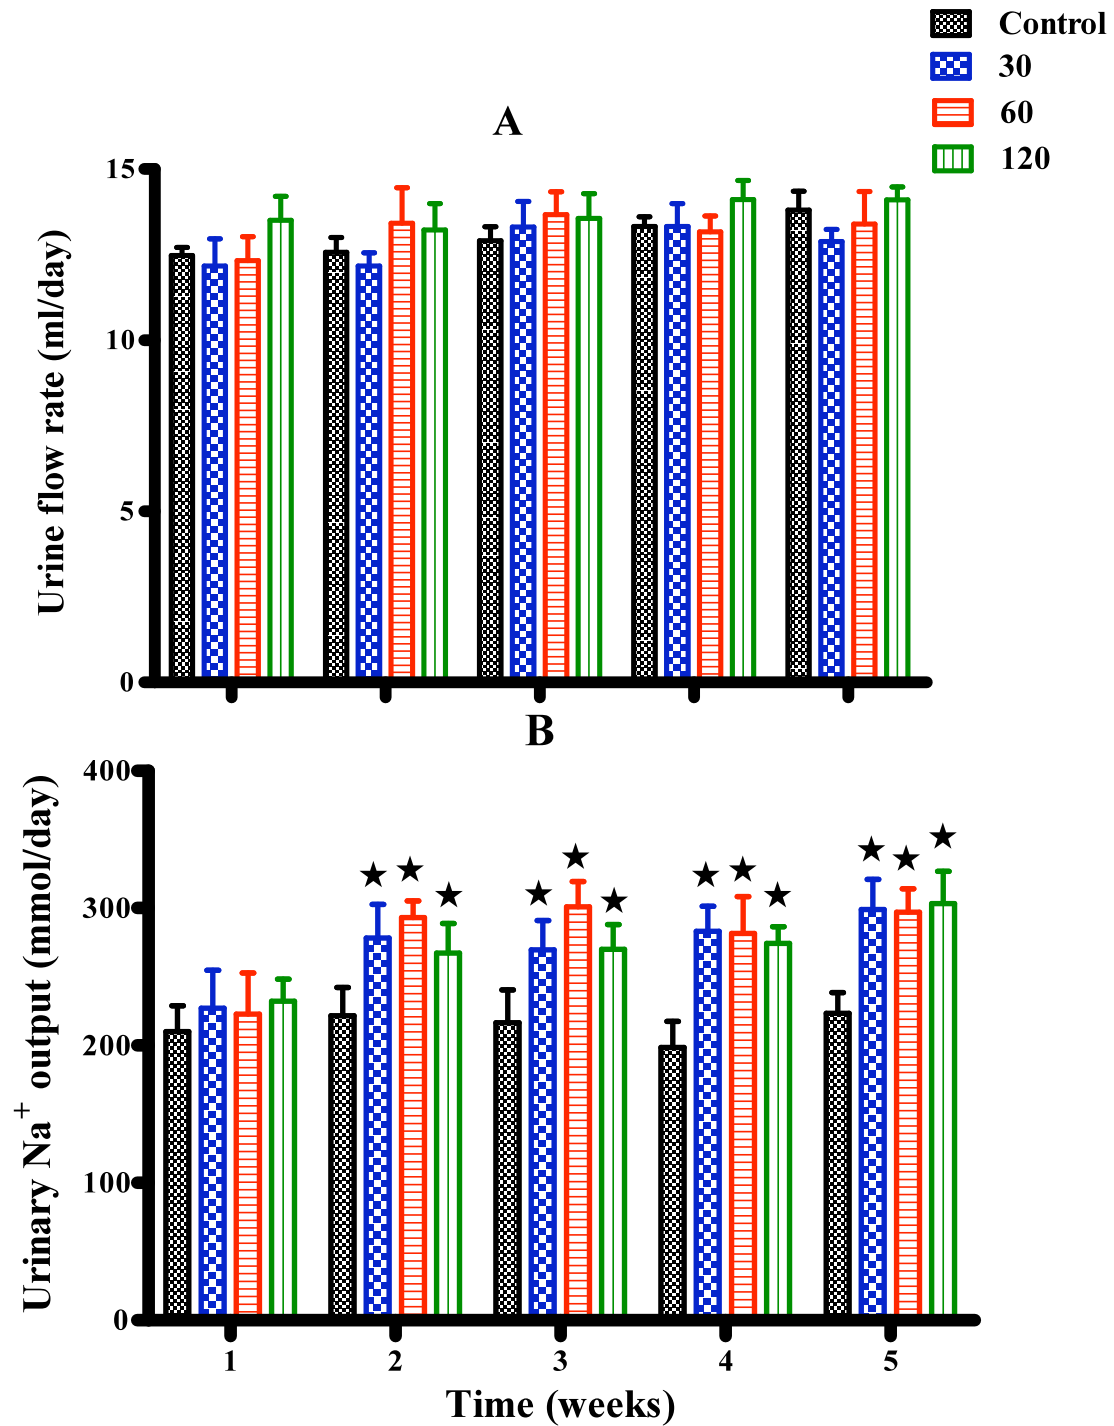 Control
30
60
120
A
Urine flow rate (ml/day)
15
10
5
0
B
Urinary Na⁺ output (mmol/day)
400
300
200
100
0
★ ★ ★ ★ ★ ★ ★ ★ ★ ★ ★ ★
1 2 3 4 5
Time (weeks)